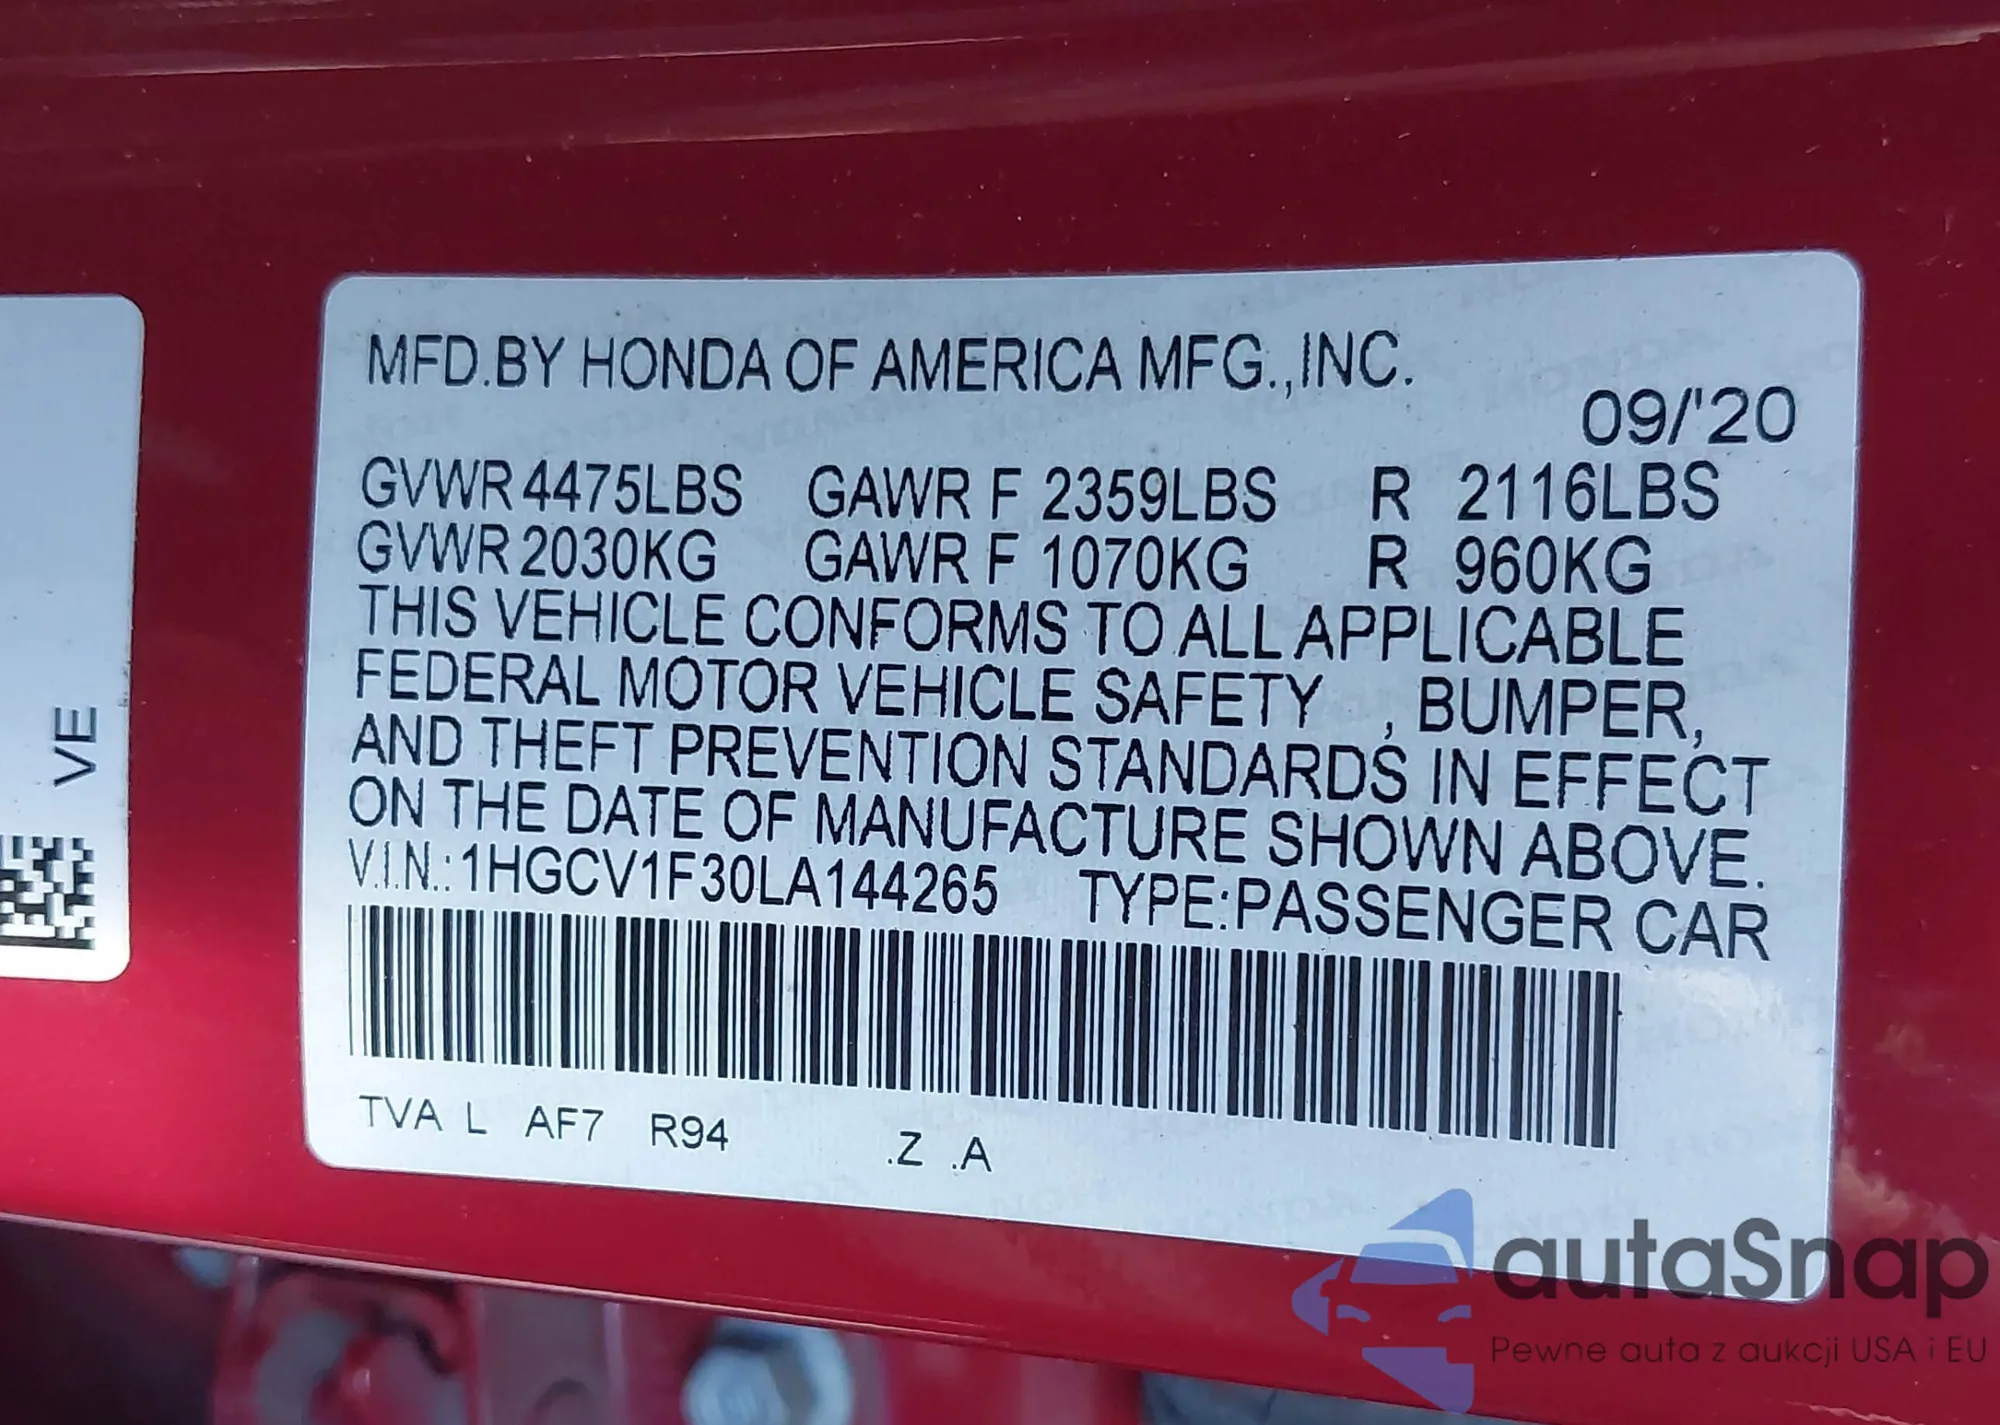 MFD.BY HONDA OF AMERICA MFG.,INC.
09/'20
GVWR 4475LBS GAWR F 2359LBS R 2116LBS
GVWR 2030KG GAWR F 1070KG R 960KG
THIS VEHICLE CONFORMS TO ALL APPLICABLE
FEDERAL MOTOR VEHICLE SAFETY , BUMPER,
AND THEFT PREVENTION STANDARDS IN EFFECT
ON THE DATE OF MANUFACTURE SHOWN ABOVE.
V.I.N.: 1HGCV1F30LA144265 TYPE:PASSENGER CAR
TVA L AF7 R94 .Z .A
VE
autaSnap
Pewne auta z aukcji USA i EU